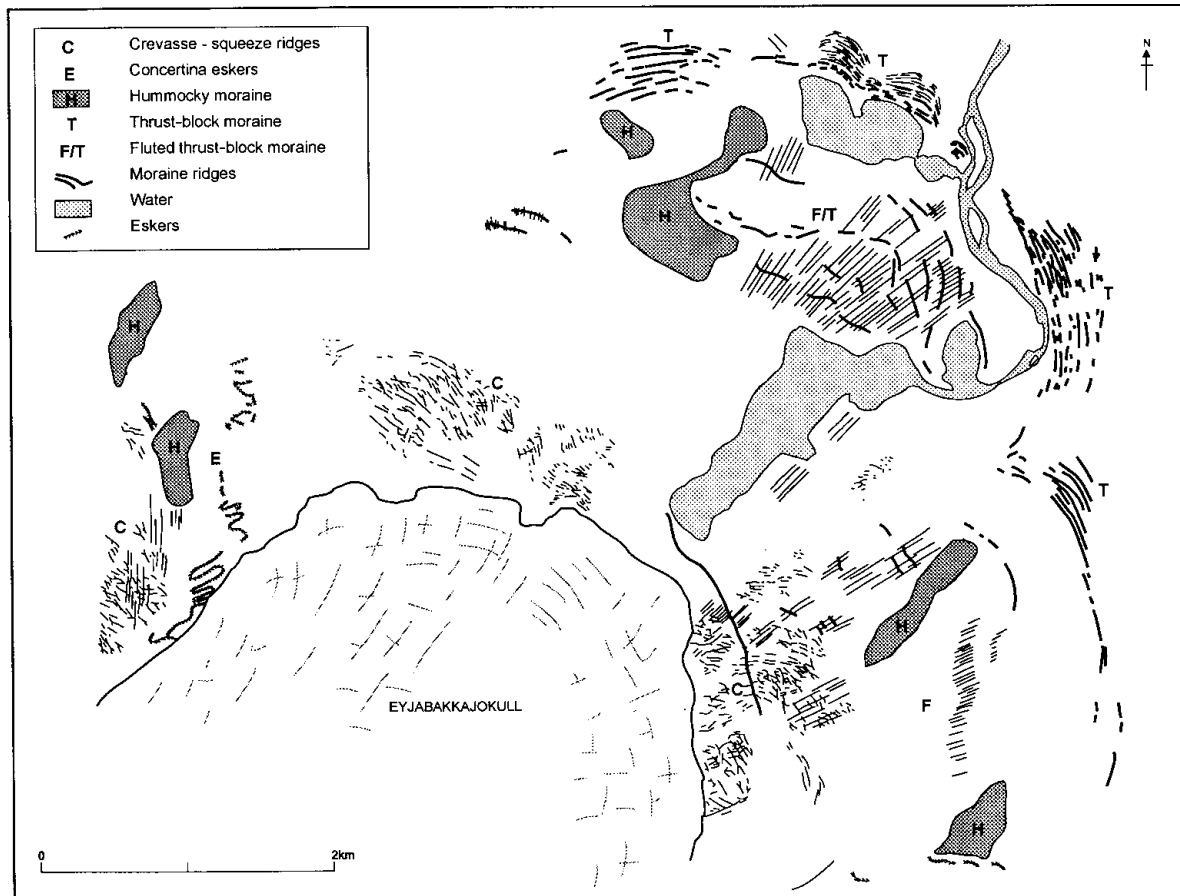 C Crevasse - squeeze ridges
E Concertina eskers
H Hummocky moraine
T Thrust-block moraine
F/T Fluted thrust-block moraine
Moraine ridges
Water
Eskers
N
T
T
H
H
F/T
T
H
C
H
E
T
C
H
C
F
EYJABAKKAJOKULL
H
0 2km